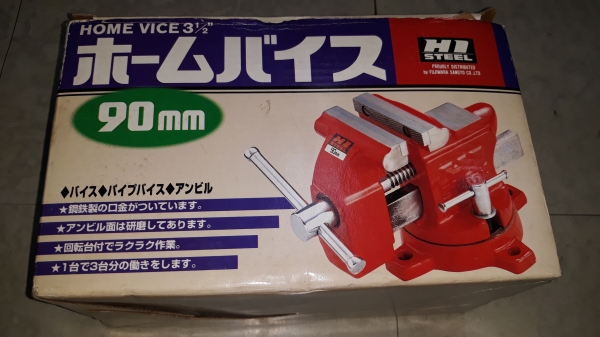 HOME VICE 3½"
ホームバイス
HI
STEEL
PROUDLY DISTRIBUTED
by FUJIWARA SANGYO CO.,LTD
90mm
◆バイス◆パイプバイス◆アンビル
★鋼鉄製の口金がついています。
★アンビル面は研磨してあります。
★回転台付でラクラク作業。
★1台で3台分の働きをします。
HI